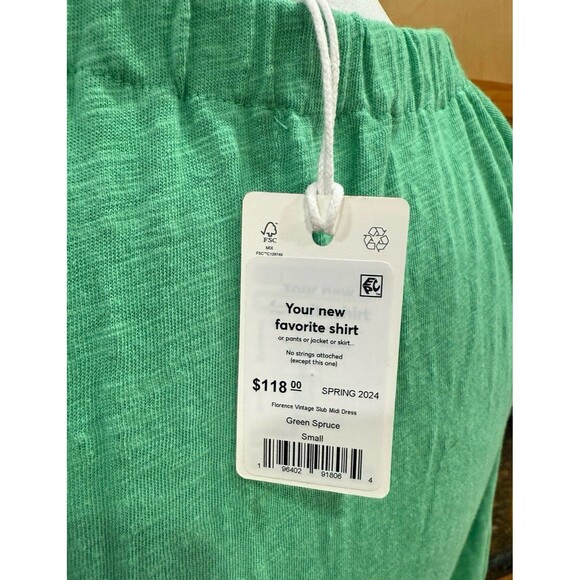 FSC
MIX
Your new
favorite shirt
or pants or jacket or skirt...
No strings attached
(except this one)
$118.00 SPRING 2024
Florence Vintage Slub Midi Dress
Green Spruce
Small
1 96402 91806 4